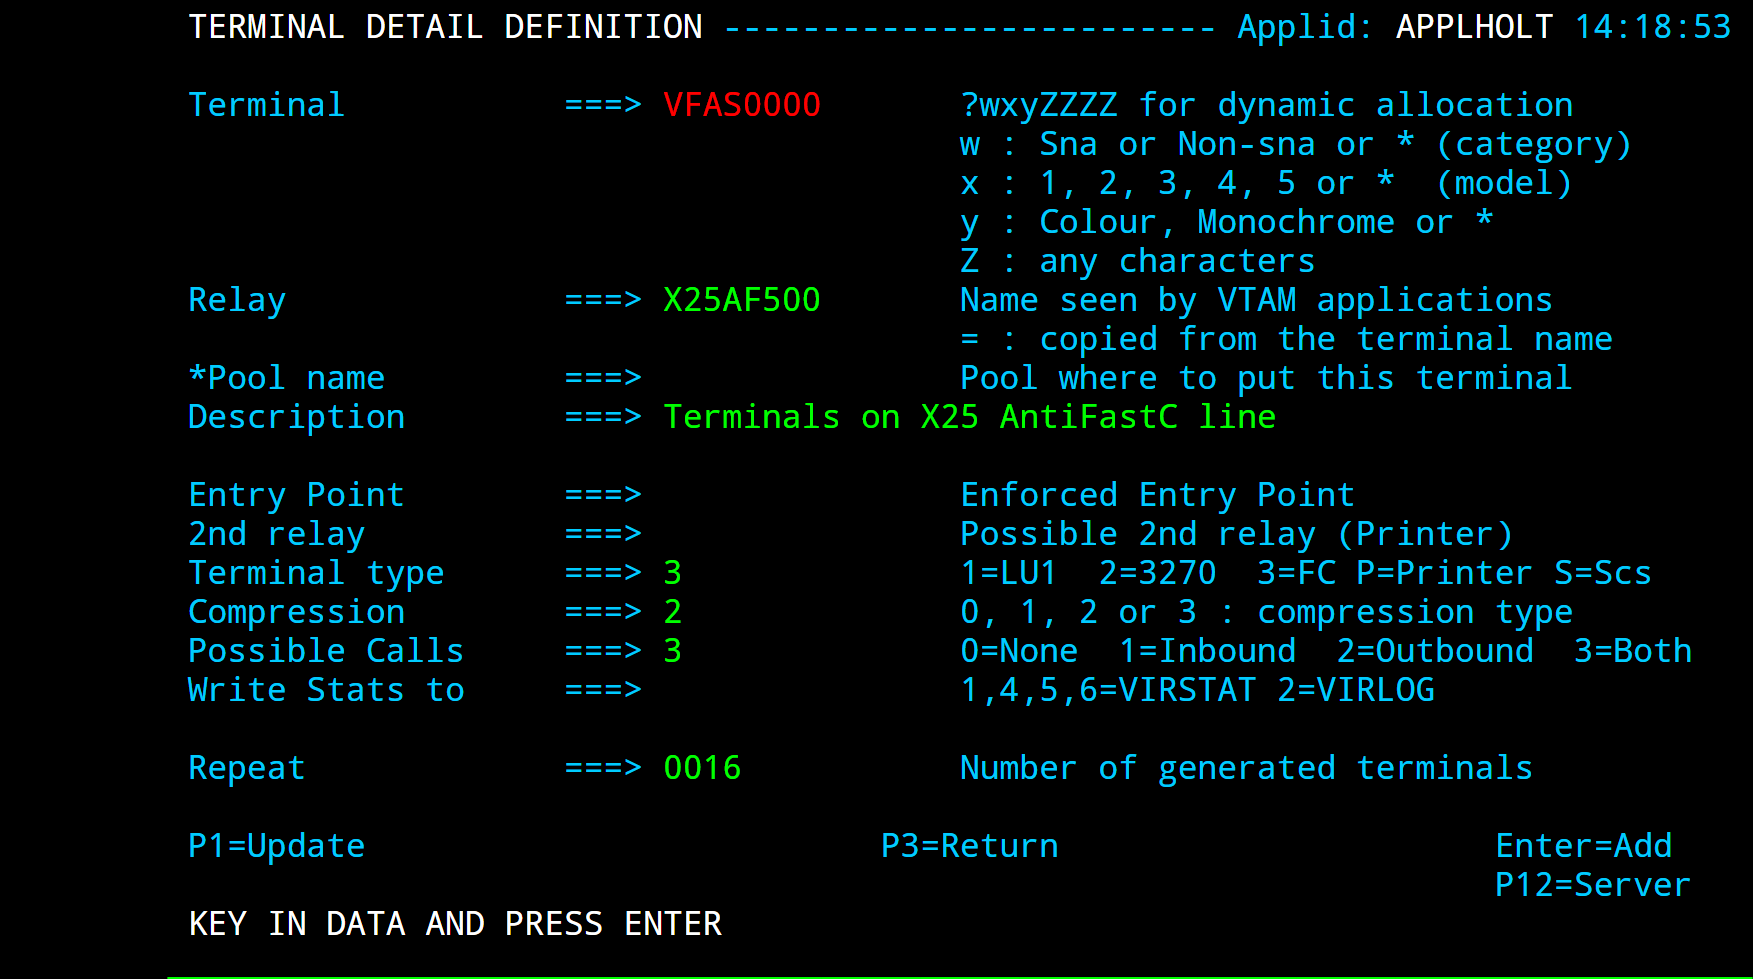 TERMINAL DETAIL DEFINITION ------------------------- Applid: APPLHOLT 14:18:53
Terminal ===> VFAS0000 ?wxyZZZZ for dynamic allocation
w : Sna or Non-sna or * (category)
x : 1, 2, 3, 4, 5 or * (model)
y : Colour, Monochrome or *
Z : any characters
Relay ===> X25AF500 Name seen by VTAM applications
= : copied from the terminal name
*Pool name ===> Pool where to put this terminal
Description ===> Terminals on X25 AntiFastC line
Entry Point ===> Enforced Entry Point
2nd relay ===> Possible 2nd relay (Printer)
Terminal type ===> 3 1=LU1 2=3270 3=FC P=Printer S=Scs
Compression ===> 2 0, 1, 2 or 3 : compression type
Possible Calls ===> 3 0=None 1=Inbound 2=Outbound 3=Both
Write Stats to ===> 1,4,5,6=VIRSTAT 2=VIRLOG
Repeat ===> 0016 Number of generated terminals
P1=Update P3=Return Enter=Add
P12=Server
KEY IN DATA AND PRESS ENTER